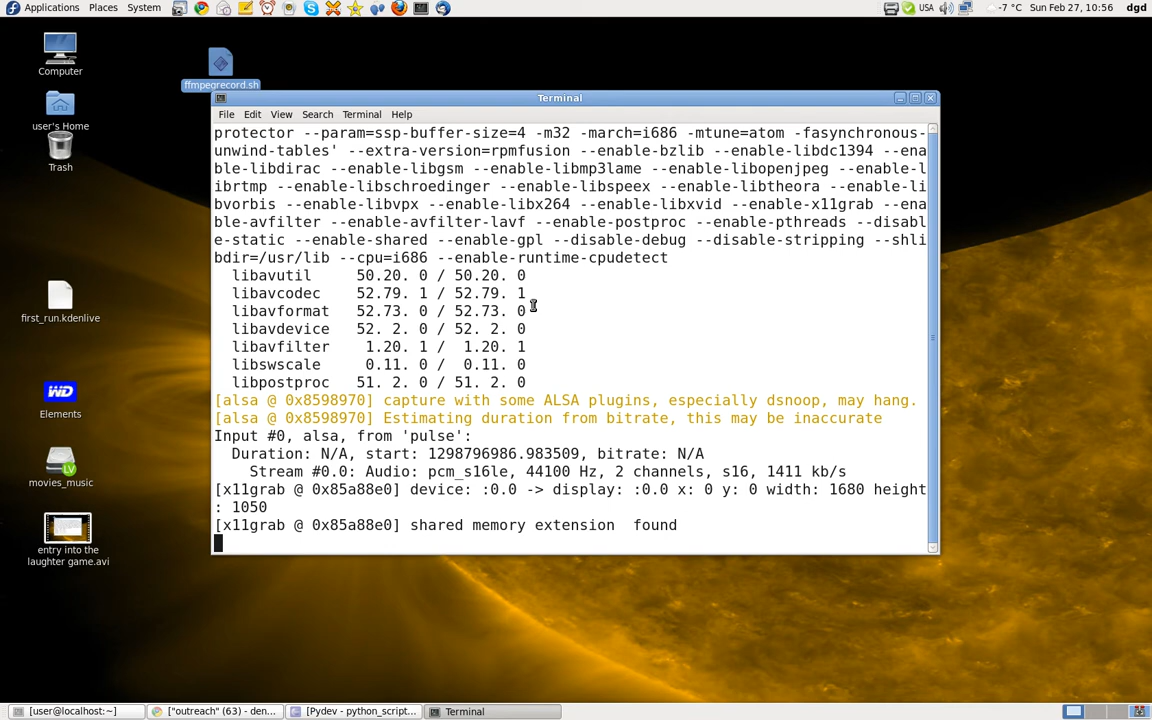 Applications Places System
USA
-7 °C Sun Feb 27, 10:56 dgd
Computer
ffmpegrecord.sh
user's Home
Trash
first_run.kdenlive
WD
Elements
LV
movies_music
entry into the
laughter game.avi
Terminal
File Edit View Search Terminal Help
protector --param=ssp-buffer-size=4 -m32 -march=i686 -mtune=atom -fasynchronous-
unwind-tables' --extra-version=rpmfusion --enable-bzlib --enable-libdc1394 --ena
ble-libdirac --enable-libgsm --enable-libmp3lame --enable-libopenjpeg --enable-l
ibrtmp --enable-libschroedinger --enable-libspeex --enable-libtheora --enable-li
bvorbis --enable-libvpx --enable-libx264 --enable-libxvid --enable-x11grab --ena
ble-avfilter --enable-avfilter-lavf --enable-postproc --enable-pthreads --disabl
e-static --enable-shared --enable-gpl --disable-debug --disable-stripping --shli
bdir=/usr/lib --cpu=i686 --enable-runtime-cpudetect
libavutil 50.20. 0 / 50.20. 0
libavcodec 52.79. 1 / 52.79. 1
libavformat 52.73. 0 / 52.73. 0
libavdevice 52. 2. 0 / 52. 2. 0
libavfilter 1.20. 1 / 1.20. 1
libswscale 0.11. 0 / 0.11. 0
libpostproc 51. 2. 0 / 51. 2. 0
[alsa @ 0x8598970] capture with some ALSA plugins, especially dsnoop, may hang.
[alsa @ 0x8598970] Estimating duration from bitrate, this may be inaccurate
Input #0, alsa, from 'pulse':
Duration: N/A, start: 1298796986.983509, bitrate: N/A
Stream #0.0: Audio: pcm_s16le, 44100 Hz, 2 channels, s16, 1411 kb/s
[x11grab @ 0x85a88e0] device: :0.0 -> display: :0.0 x: 0 y: 0 width: 1680 height
: 1050
[x11grab @ 0x85a88e0] shared memory extension  found
[user@localhost:~]
["outreach" (63) - den...
[Pydev - python_script...
Terminal